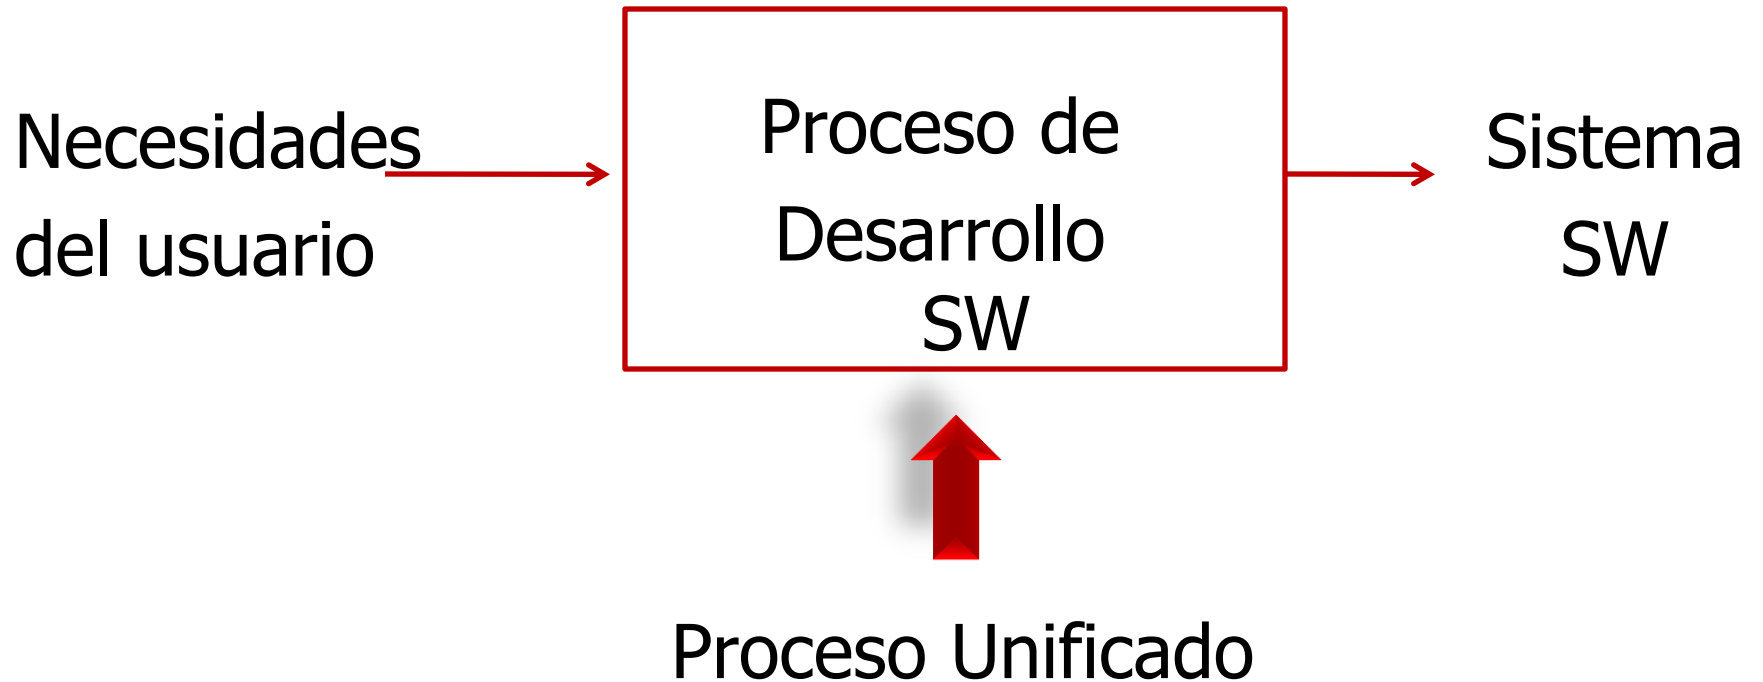 Necesidades
del usuario
Proceso de
Desarrollo
SW
Sistema
SW
Proceso Unificado